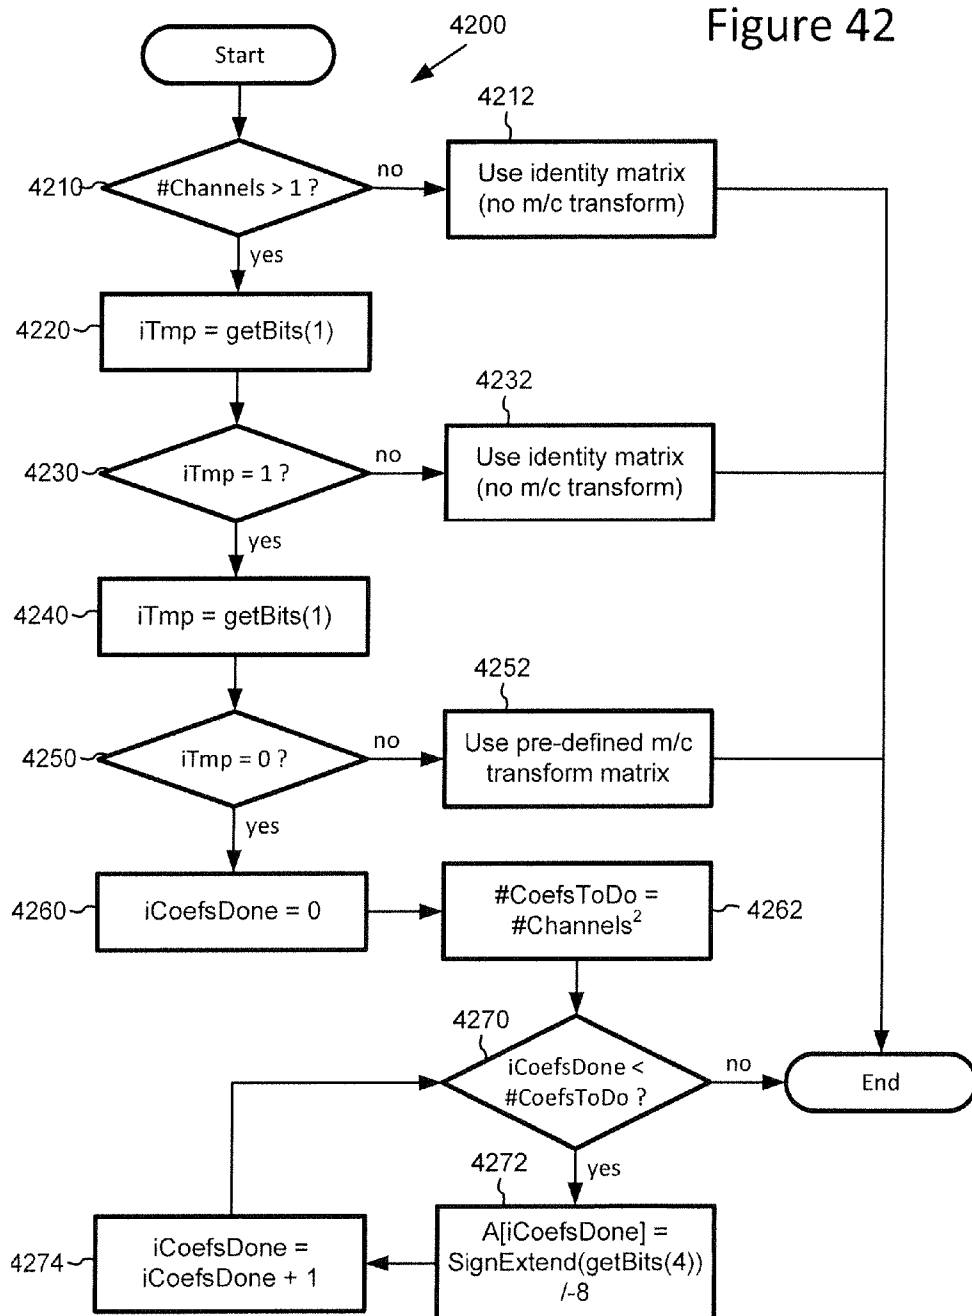 Figure 42
4200
Start
4212
4210
#Channels > 1 ?
no
Use identity matrix
(no m/c transform)
yes
4220
iTmp = getBits(1)
4232
4230
iTmp = 1 ?
no
Use identity matrix
(no m/c transform)
yes
4240
iTmp = getBits(1)
4252
4250
iTmp = 0 ?
no
Use pre-defined m/c
transform matrix
yes
4260
iCoefsDone = 0
#CoefsToDo =
#Channels²
4262
4270
iCoefsDone <
#CoefsToDo ?
no
End
yes
4272
A[iCoefsDone] =
SignExtend(getBits(4))
/-8
4274
iCoefsDone =
iCoefsDone + 1